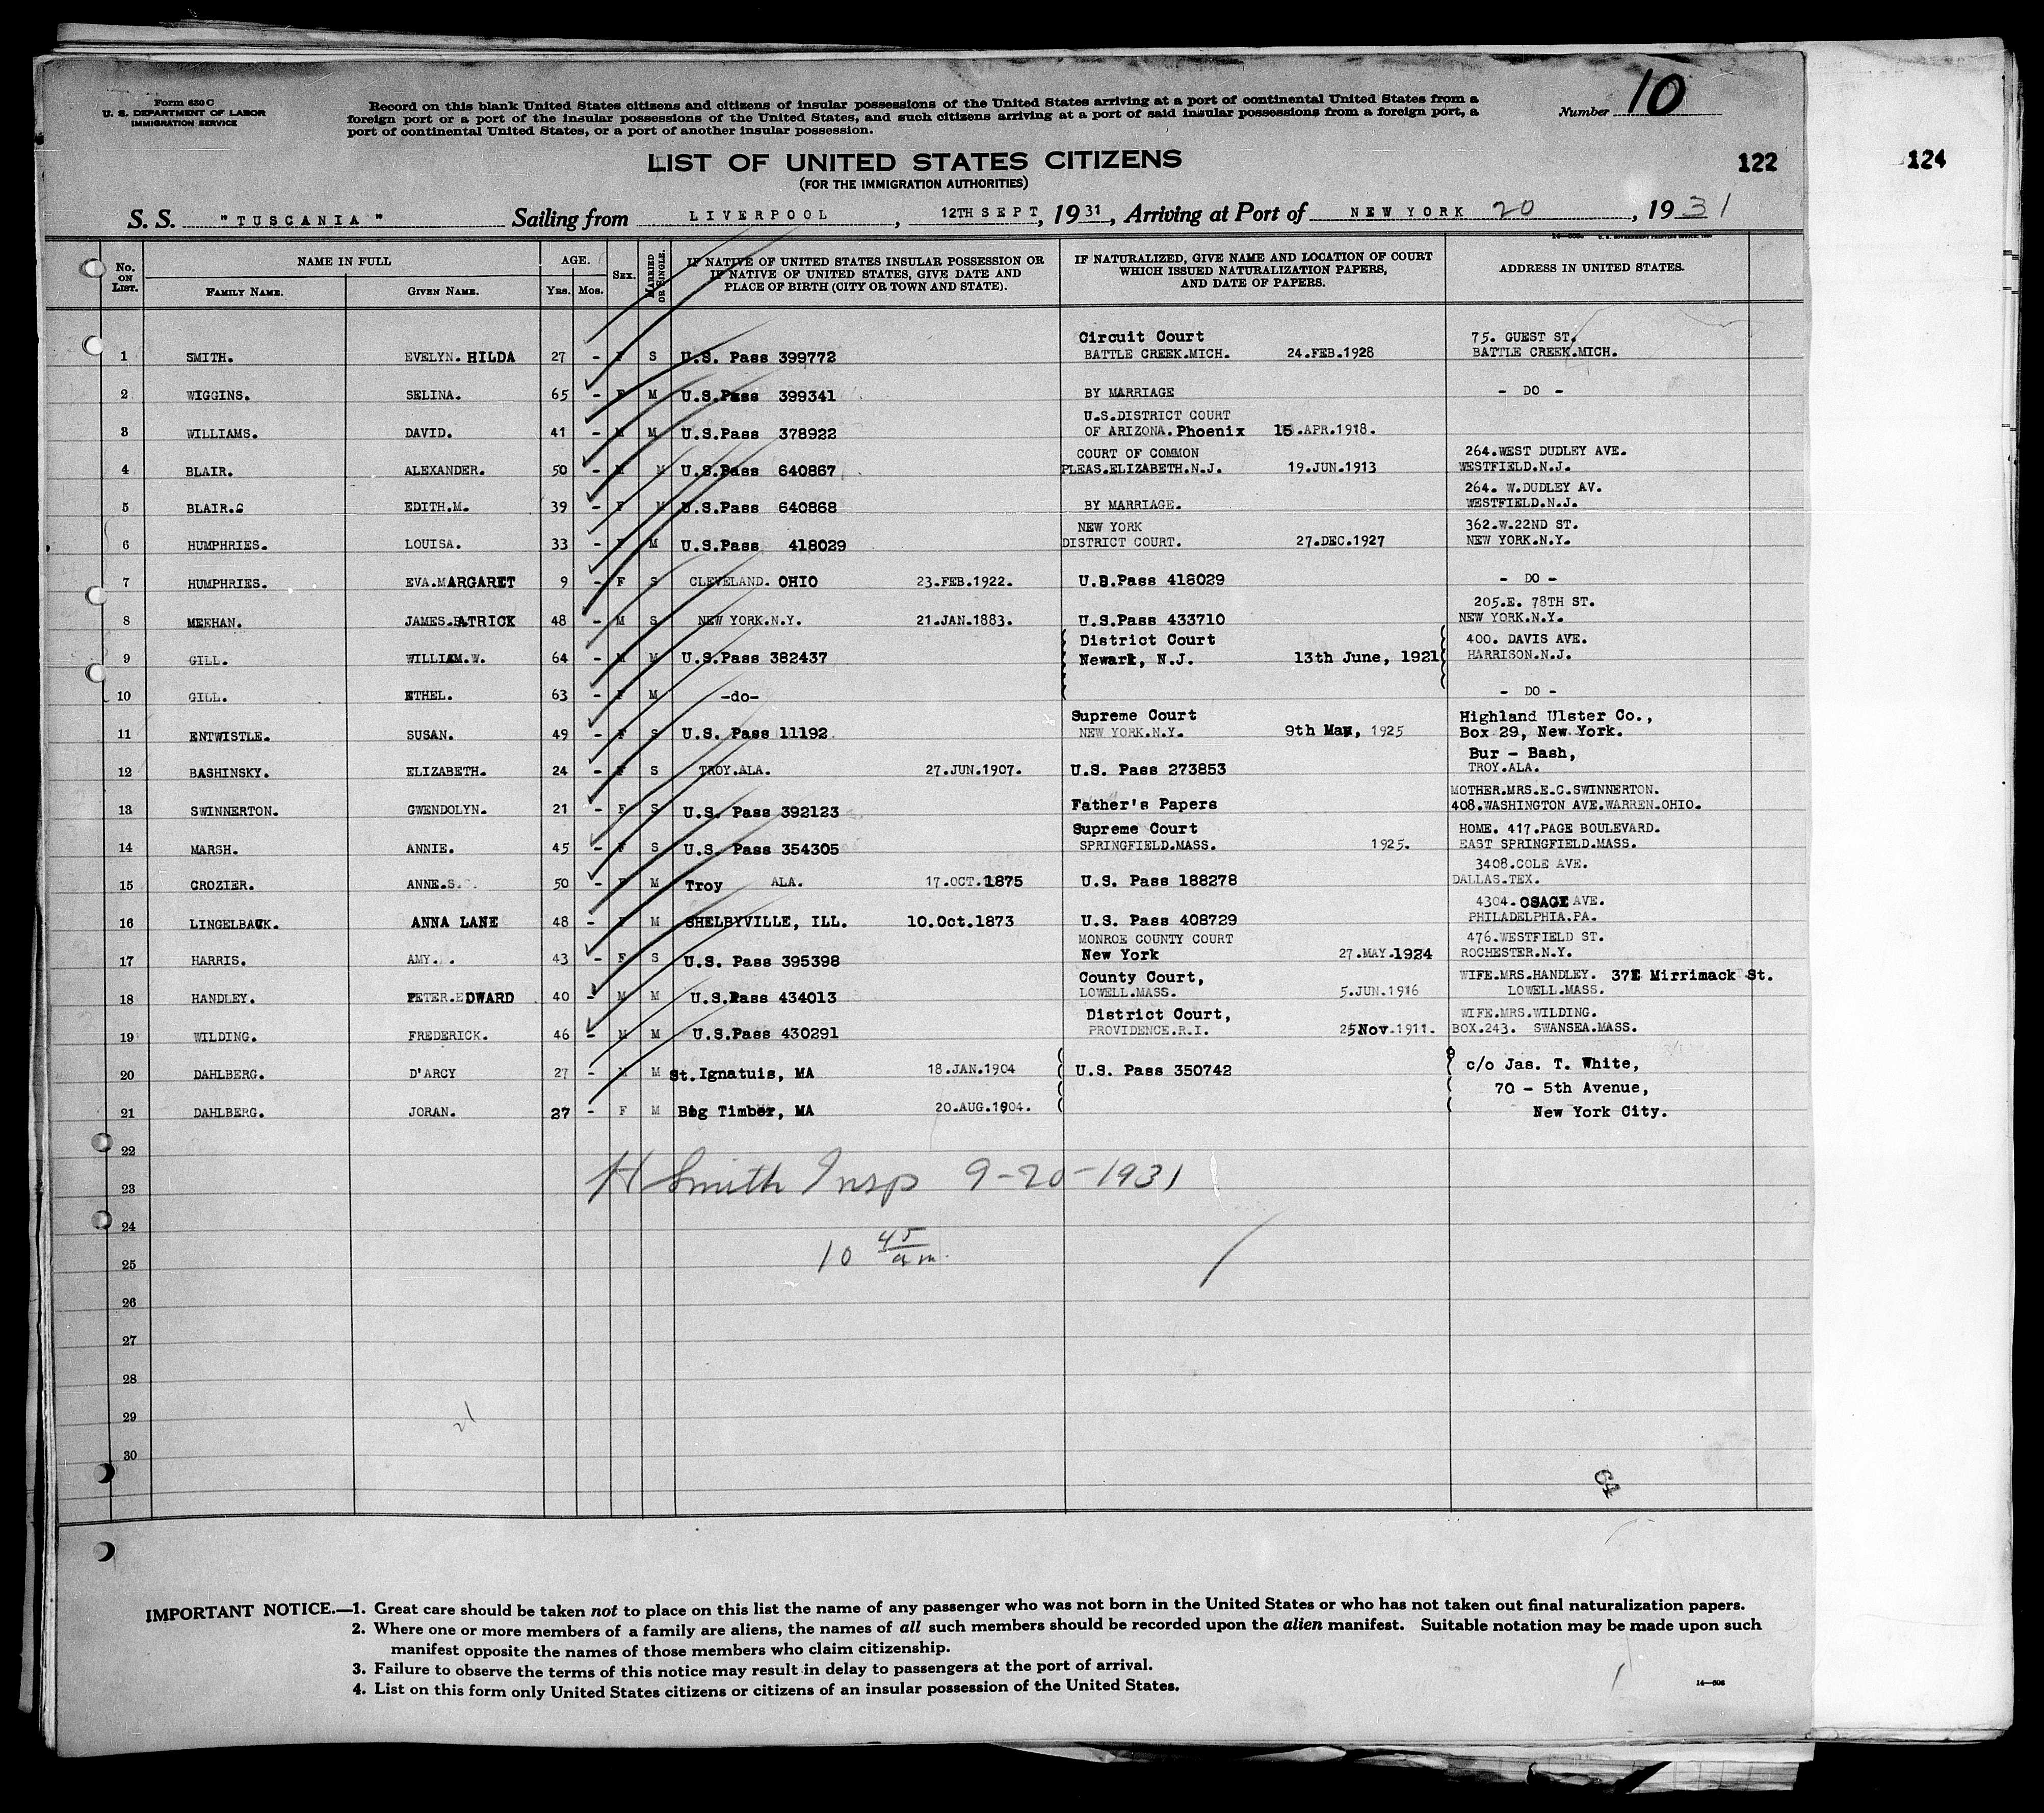 Form 630 C
U. S. DEPARTMENT OF LABOR
IMMIGRATION SERVICE
Record on this blank United States citizens and citizens of insular possessions of the United States arriving at a port of continental United States from a
foreign port or a port of the insular possessions of the United States, and such citizens arriving at a port of said insular possessions from a foreign port, a
port of continental United States, or a port of another insular possession.
Number 10
LIST OF UNITED STATES CITIZENS
(FOR THE IMMIGRATION AUTHORITIES)
122
124
S. S. "TUSCANIA" Sailing from LIVERPOOL, 12TH SEPT, 1931, Arriving at Port of NEW YORK 20, 1931
No. ON LIST. NAME IN FULL FAMILY NAME. GIVEN NAME. AGE. YRS. MOS. SEX. MARRIED OR SINGLE. IF NATIVE OF UNITED STATES INSULAR POSSESSION OR IF NATIVE OF UNITED STATES, GIVE DATE AND PLACE OF BIRTH (CITY OR TOWN AND STATE). IF NATURALIZED, GIVE NAME AND LOCATION OF COURT WHICH ISSUED NATURALIZATION PAPERS, AND DATE OF PAPERS. ADDRESS IN UNITED STATES.
1 SMITH. EVELYN. HILDA 27 - F S U.S. Pass 399772 Circuit Court BATTLE CREEK.MICH. 24.FEB.1928 75. GUEST ST. BATTLE CREEK.MICH.
2 WIGGINS. SELINA. 65 - F M U.S.Pass 399341 BY MARRIAGE - DO -
3 WILLIAMS. DAVID. 41 - M M U.S.Pass 378922 U.S.DISTRICT COURT OF ARIZONA. Phoenix 15.APR.1918.
4 BLAIR. ALEXANDER. 50 - M M U.S.Pass 640867 COURT OF COMMON PLEAS.ELIZABETH.N.J. 19.JUN.1913 264.WEST DUDLEY AVE. WESTFIELD.N.J.
5 BLAIR. EDITH.M. 39 - F M U.S.Pass 640868 BY MARRIAGE. 264. W.DUDLEY AV. WESTFIELD.N.J.
6 HUMPHRIES. LOUISA. 33 - F M U.S.Pass 418029 NEW YORK DISTRICT COURT. 27.DEC.1927 362.W.22ND ST. NEW YORK.N.Y.
7 HUMPHRIES. EVA.MARGARET 9 - F S CLEVELAND. OHIO 23.FEB.1922. U.S.Pass 418029 - DO -
8 MEEHAN. JAMES.PATRICK 48 - M S NEW YORK.N.Y. 21.JAN.1883. U.S.Pass 433710 205.E. 78TH ST. NEW YORK.N.Y.
9 GILL. WILLIAM.W. 64 - M M U.S.Pass 382437 District Court Newark, N.J. 13th June, 1921 400. DAVIS AVE. HARRISON.N.J.
10 GILL. ETHEL. 63 - F M -do- - DO -
11 ENTWISTLE. SUSAN. 49 - F S U.S. Pass 11192 Supreme Court NEW YORK.N.Y. 9th May, 1925 Highland Ulster Co., Box 29, New York.
12 BASHINSKY. ELIZABETH. 24 - F S TROY.ALA. 27.JUN.1907. U.S. Pass 273853 Bur - Bash, TROY.ALA.
13 SWINNERTON. GWENDOLYN. 21 - F S U.S. Pass 392123 Father's Papers MOTHER.MRS.E.C.SWINNERTON. 408.WASHINGTON AVE.WARREN.OHIO.
14 MARSH. ANNIE. 45 - F S U.S. Pass 354305 Supreme Court SPRINGFIELD.MASS. 1925. HOME. 417.PAGE BOULEVARD. EAST SPRINGFIELD.MASS.
15 CROZIER. ANNE.S. 50 - F M Troy ALA. 17.OCT.1875 U.S. Pass 188278 3408.COLE AVE. DALLAS.TEX.
16 LINGELBACK. ANNA LANE 48 - F M SHELBYVILLE, ILL. 10.Oct.1873 U.S. Pass 408729 4304.OSAGE AVE. PHILADELPHIA.PA.
17 HARRIS. AMY. 43 - F S U.S. Pass 395398 MONROE COUNTY COURT New York 27.MAY.1924 476.WESTFIELD ST. ROCHESTER.N.Y.
18 HANDLEY. PETER.EDWARD 40 - M M U.S.Pass 434013 County Court, LOWELL.MASS. 5.JUN.1916 WIFE.MRS.HANDLEY. Mirrimack St. LOWELL.MASS.
19 WILDING. FREDERICK. 46 - M M U.S.Pass 430291 District Court, PROVIDENCE.R.I. 25Nov.1911. WIFE.MRS.WILDING. BOX.243. SWANSEA.MASS.
20 DAHLBERG. D'ARCY 27 - M M St.Ignatuis, MA 18.JAN.1904 U.S. Pass 350742 c/o Jas. T. White,
70 - 5th Avenue,
21 DAHLBERG. JORAN. 27 - F M Big Timber, MA 20.AUG.1904. New York City.
22
23 H Smith Insp 9-20-1931
24
25 10 45 am
26
27
28
29
21
30
IMPORTANT NOTICE.—1. Great care should be taken not to place on this list the name of any passenger who was not born in the United States or who has not taken out final naturalization papers.
2. Where one or more members of a family are aliens, the names of all such members should be recorded upon the alien manifest. Suitable notation may be made upon such
manifest opposite the names of those members who claim citizenship.
3. Failure to observe the terms of this notice may result in delay to passengers at the port of arrival.
4. List on this form only United States citizens or citizens of an insular possession of the United States.